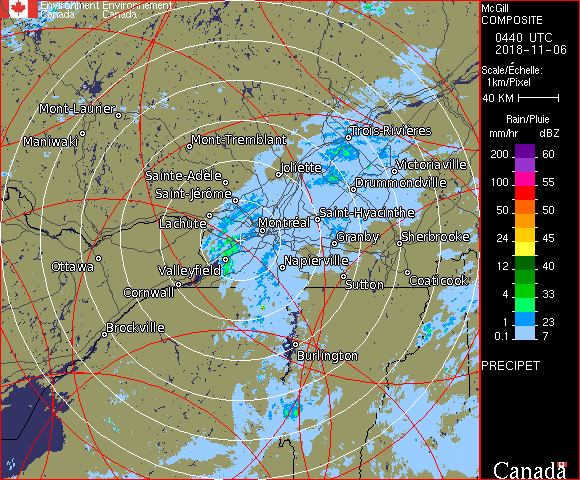 Environment Environnement
Canada Canada
McGill
COMPOSITE
0440 UTC
2018-11-06
Scale/Échelle:
1km/Pixel
40 KM
Rain/Pluie
mm/hr dBZ
200 60
100 55
50 50
24 45
12 40
4 33
1 23
0.1 7
PRECIPET
Canada
Mont-Laurier
Maniwaki
Mont-Tremblant
Trois-Rivières
Joliette
Victoriaville
Sainte-Adèle
Drummondville
Saint-Jérôme
Lachute
Montréal
Saint-Hyacinthe
Granby
Sherbrooke
Ottawa
Valleyfield
Napierville
Sutton
Coaticook
Cornwall
Brockville
Burlington